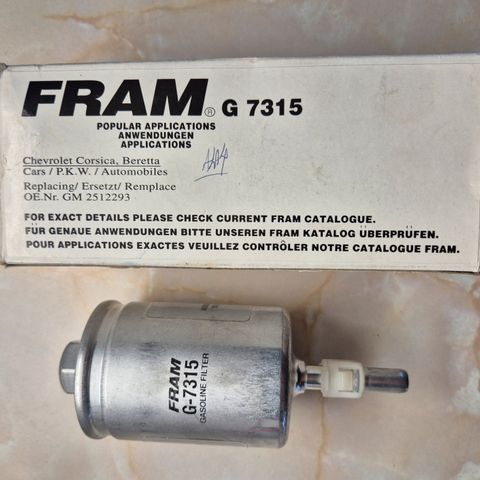 FRAM® G 7315
POPULAR APPLICATIONS
ANWENDUNGEN
APPLICATIONS
Chevrolet Corsica, Beretta
Cars / P.K.W. / Automobiles
Replacing/ Ersetzt/ Remplace
OE.Nr. GM 2512293
FOR EXACT DETAILS PLEASE CHECK CURRENT FRAM CATALOGUE.
FÜR GENAUE ANWENDUNGEN BITTE UNSEREN FRAM KATALOG ÜBERPRÜFEN.
POUR APPLICATIONS EXACTES VEUILLEZ CONTRÔLER NOTRE CATALOGUE FRAM.
FRAM
G-7315
GASOLINE FILTER